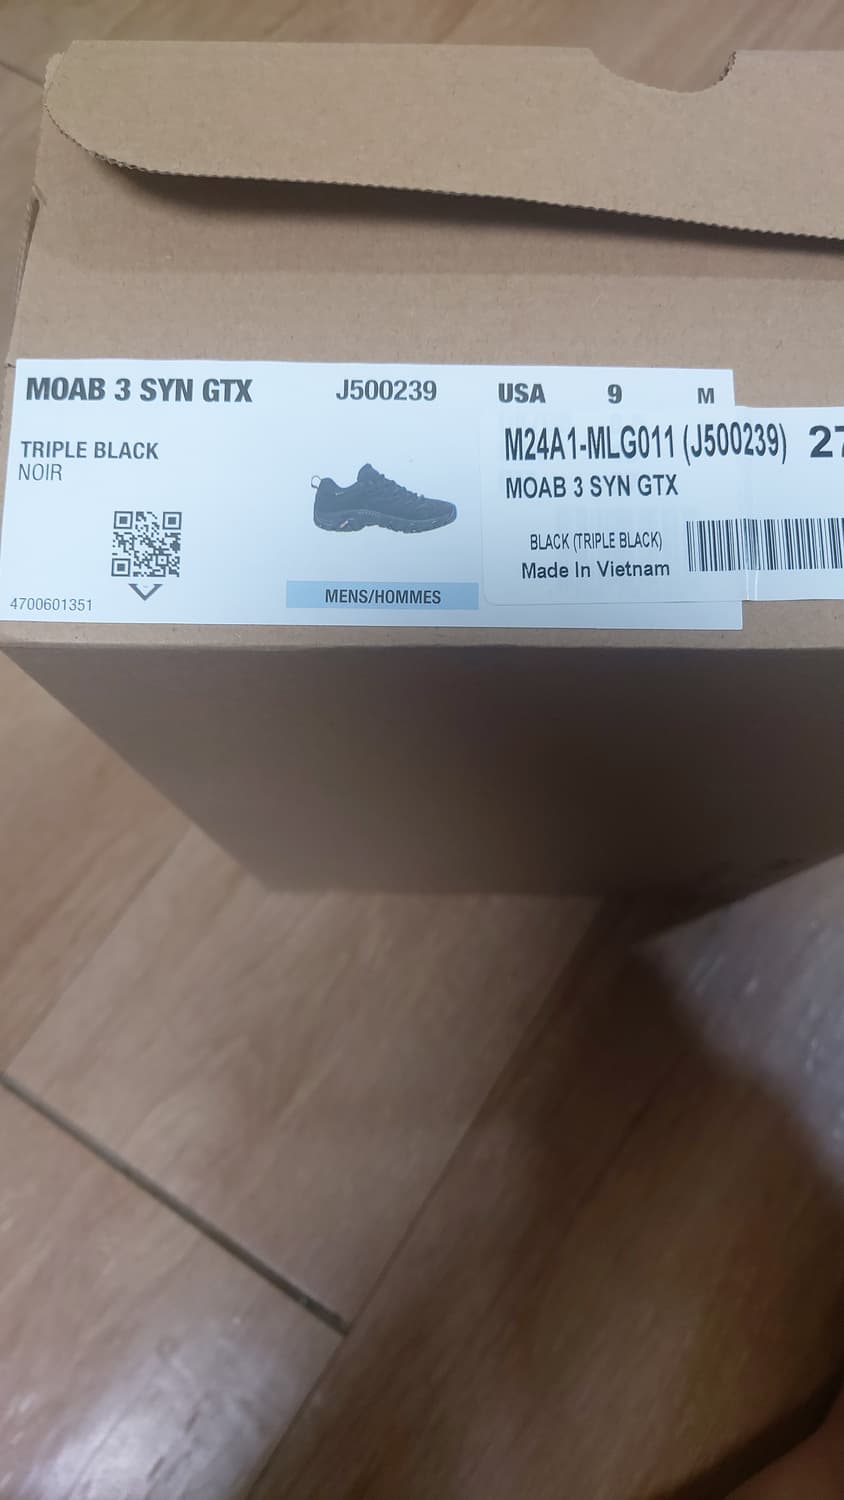 MOAB 3 SYN GTX J500239 USA 9 M
TRIPLE BLACK
NOIR
4700601351
MENS/HOMMES
M24A1-MLG011 (J500239) 27
MOAB 3 SYN GTX
BLACK (TRIPLE BLACK)
Made In Vietnam